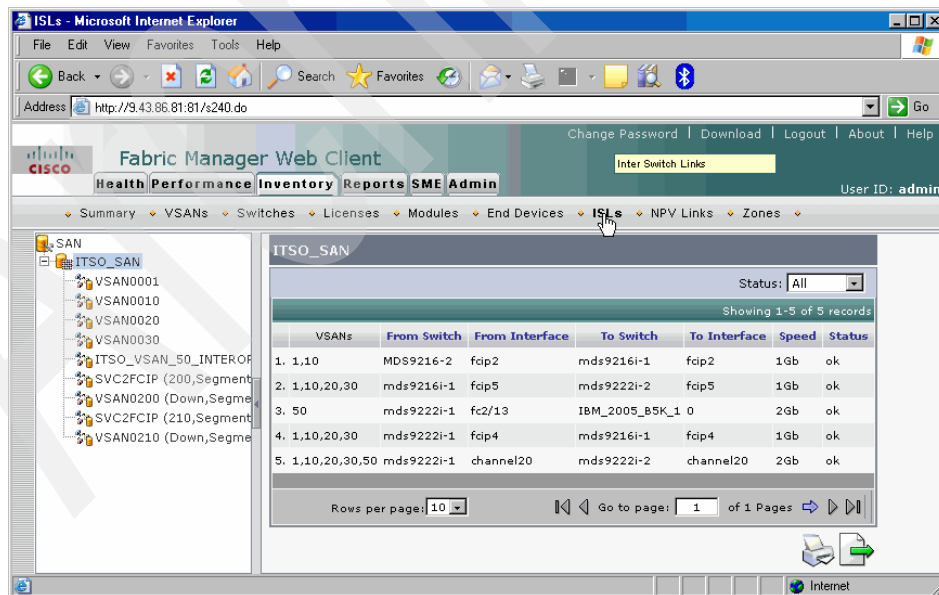 ISLs - Microsoft Internet Explorer
File Edit View Favorites Tools Help
Back Search Favorites
Address http://9.43.86.81:81/s240.do Go
Change Password | Download | Logout | About | Help
CISCO Fabric Manager Web Client
Inter Switch Links
Health Performance Inventory Reports SME Admin
User ID: admin
Summary VSANs Switches Licenses Modules End Devices ISLs NPV Links Zones
SAN
ITSO_SAN
VSAN0001
VSAN0010
VSAN0020
VSAN0030
ITSO_VSAN_50_INTEROP
SVC2FCIP (200,Segment
VSAN0200 (Down,Segme
SVC2FCIP (210,Segment
VSAN0210 (Down,Segme
ITSO_SAN
Status: All
Showing 1-5 of 5 records
VSANs From Switch From Interface To Switch To Interface Speed Status
1. 1,10 MDS9216-2 fcip2 mds9216i-1 fcip2 1Gb ok
2. 1,10,20,30 mds9216i-1 fcip5 mds9222i-2 fcip5 1Gb ok
3. 50 mds9222i-1 fc2/13 IBM_2005_B5K_1 0 2Gb ok
4. 1,10,20,30 mds9222i-1 fcip4 mds9216i-1 fcip4 1Gb ok
5. 1,10,20,30,50 mds9222i-1 channel20 mds9222i-2 channel20 2Gb ok
Rows per page: 10 Go to page: 1 of 1 Pages
Internet